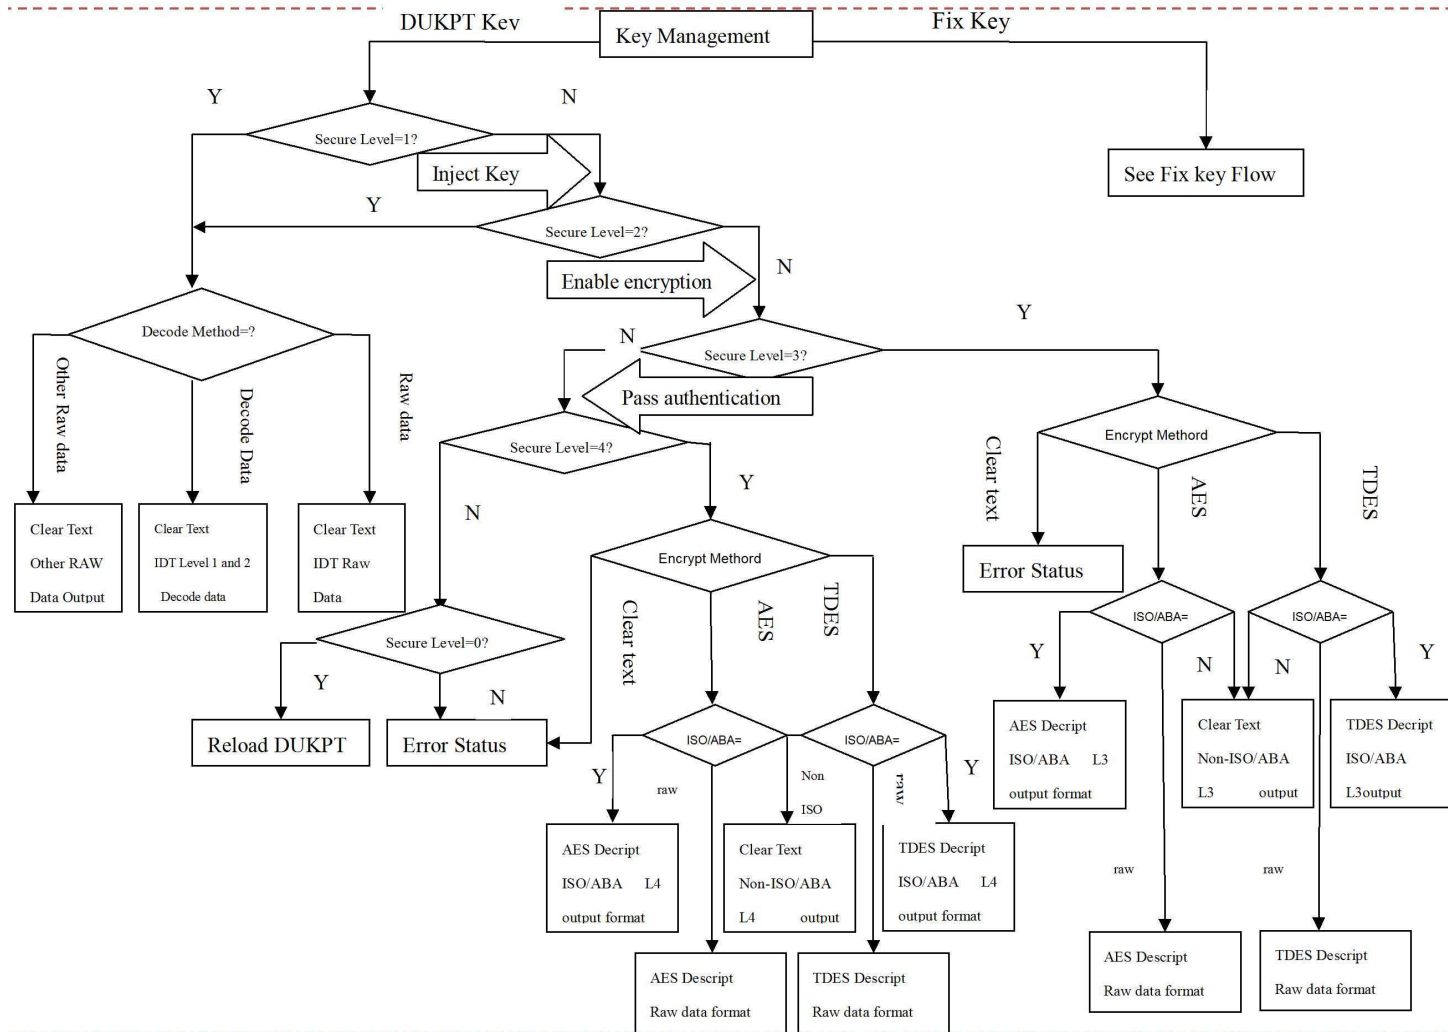 DUKPT Key
Fix Key
Key Management
Y
N
Secure Level=1?
Inject Key
See Fix key Flow
Y
Secure Level=2?
N
Enable encryption
Decode Method=?
Y
N
Secure Level=3?
Other Raw data
Decode Data
Raw data
Pass authentication
Secure Level=4?
Encrypt Methord
Clear text
AES
TDES
Y
N
Clear Text
Other RAW
Data Output
Clear Text
IDT Level 1 and 2
Decode data
Clear Text
IDT Raw
Data
Encrypt Methord
Error Status
Clear text
AES
TDES
ISO/ABA=
ISO/ABA=
Secure Level=0?
Y
N
N
Y
Y
N
Reload DUKPT
Error Status
ISO/ABA=
ISO/ABA=
AES Decript
ISO/ABA L3
output format
Clear Text
Non-ISO/ABA
L3 output
TDES Decript
ISO/ABA
L3output
Y
raw
Non
ISO
raw
Y
AES Decript
ISO/ABA L4
output format
Clear Text
Non-ISO/ABA
L4 output
TDES Decript
ISO/ABA L4
output format
raw
raw
AES Descript
Raw data format
TDES Descript
Raw data format
AES Descript
Raw data format
TDES Descript
Raw data format